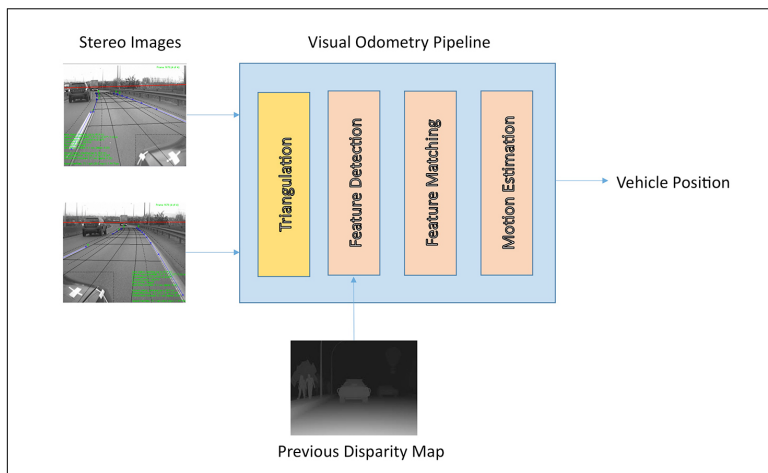 Stereo Images
Visual Odometry Pipeline
Triangulation
Feature Detection
Feature Matching
Motion Estimation
Vehicle Position
Previous Disparity Map